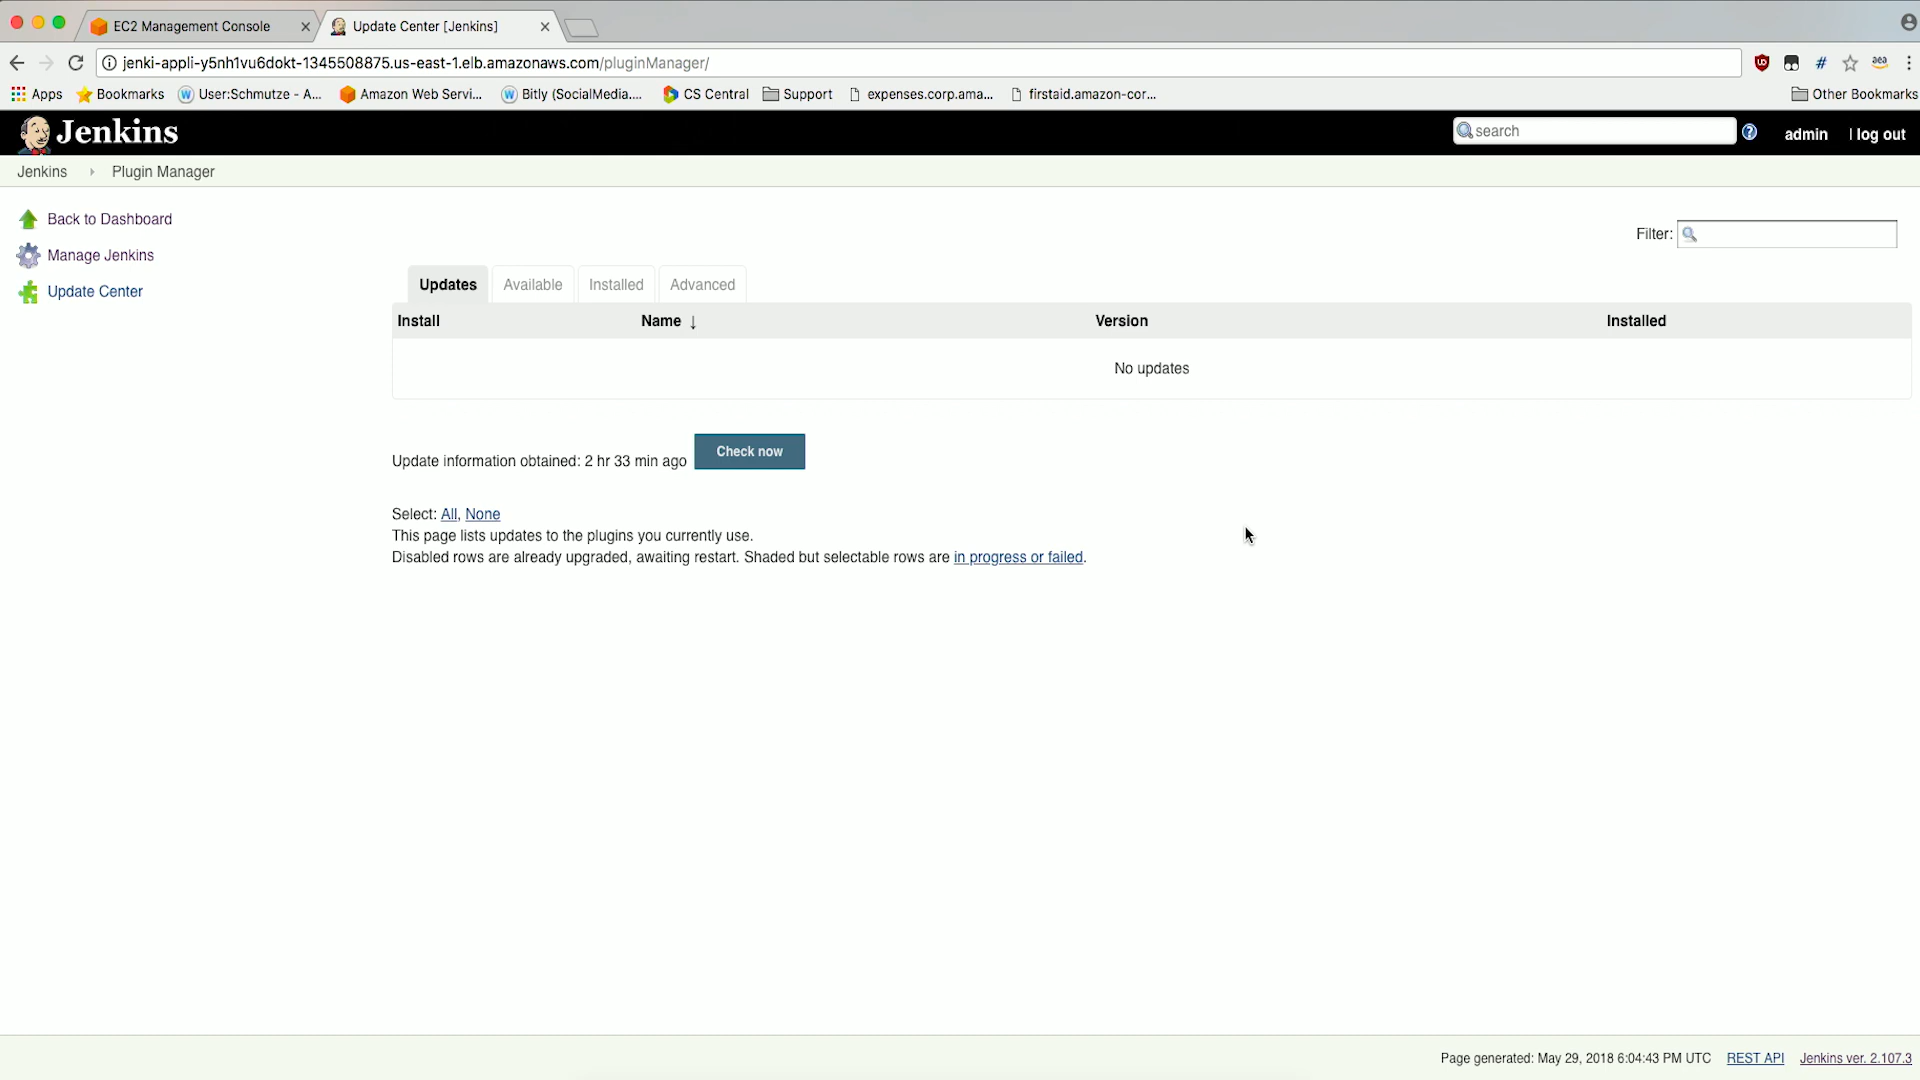 EC2 Management Console
Update Center [Jenkins]
jenki-appli-y5nh1vu6dokt-1345508875.us-east-1.elb.amazonaws.com/pluginManager/
Apps Bookmarks User:Schmutze - A... Amazon Web Servi... Bitly (SocialMedia.... CS Central Support expenses.corp.ama... firstaid.amazon-cor... Other Bookmarks
Jenkins search admin | log out
Jenkins Plugin Manager
Back to Dashboard
Manage Jenkins
Update Center
Filter:
Updates Available Installed Advanced
Install Name ↓ Version Installed
No updates
Update information obtained: 2 hr 33 min ago Check now
Select: All, None
This page lists updates to the plugins you currently use.
Disabled rows are already upgraded, awaiting restart. Shaded but selectable rows are in progress or failed.
Page generated: May 29, 2018 6:04:43 PM UTC REST API Jenkins ver. 2.107.3